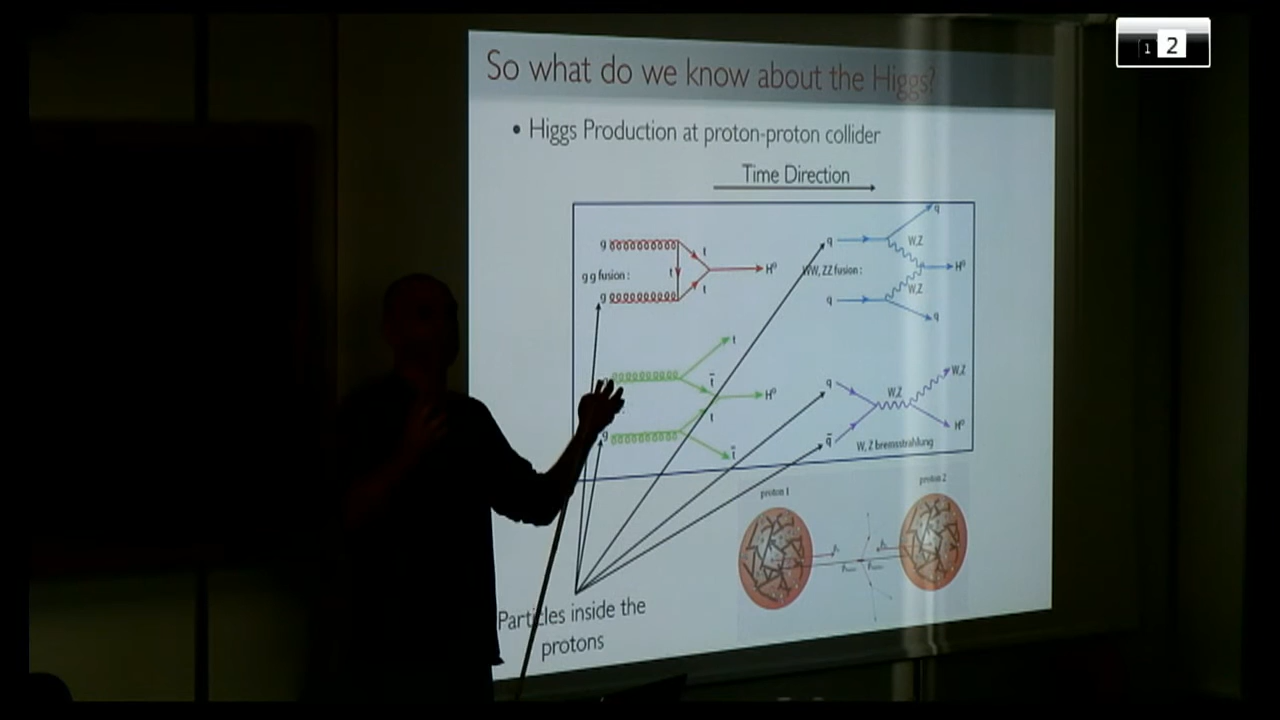 1 2
So what do we know about the Higgs?
• Higgs Production at proton-proton collider
Time Direction
g
t
g g fusion :
t
H⁰
g
t
q
q
W,Z
WW, ZZ fusion :
H⁰
W,Z
q
q
t
t̄
H⁰
t
g
t̄
q
W,Z
W,Z
H⁰
q̄
W, Z bremsstrahlung
proton 1
proton 2
Particles inside the
protons